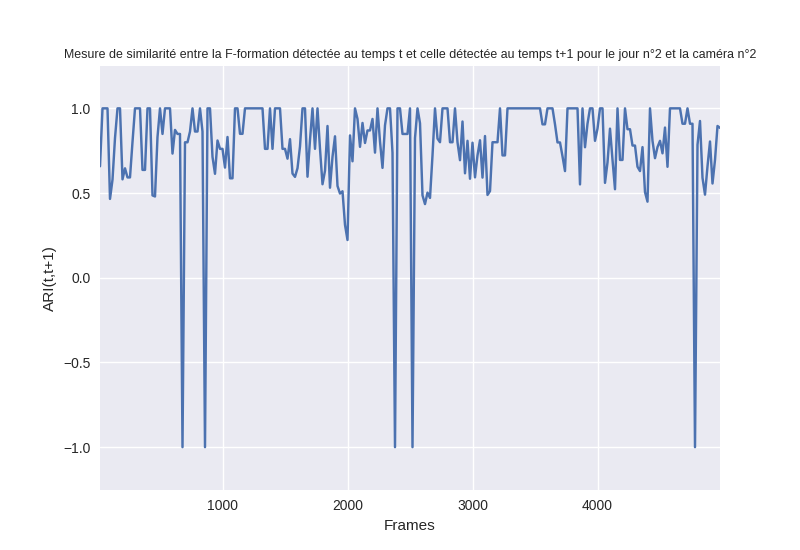 Mesure de similarité entre la F-formation détectée au temps t et celle détectée au temps t+1 pour le jour n°2 et la caméra n°2
1.0
0.5
0.0
−0.5
−1.0
ARI(t,t+1)
1000 2000 3000 4000
Frames